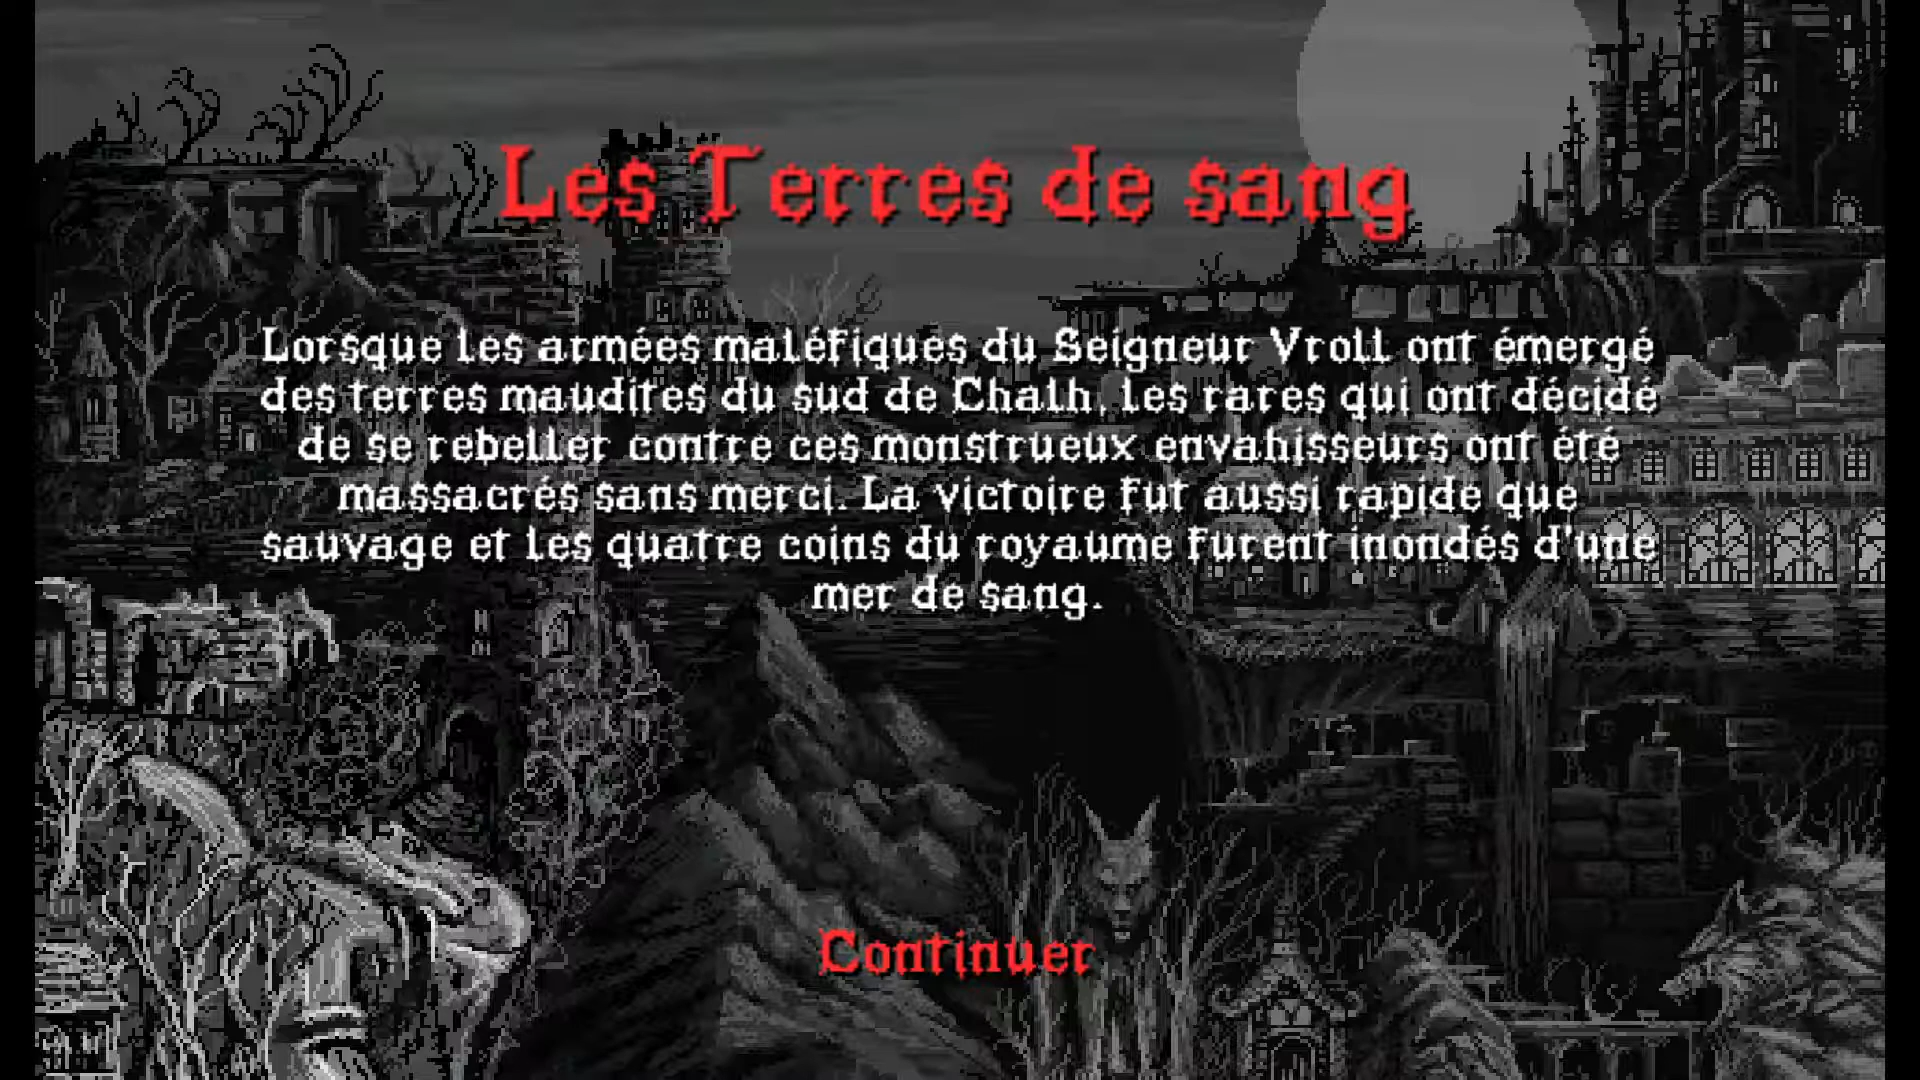 Les Terres de sang
Lorsque les armées maléfiques du Seigneur Vroll ont émergé
des terres maudites du sud de Chalh, les rares qui ont décidé
de se rebeller contre ces monstrueux envahisseurs ont été
massacrés sans merci. La victoire fut aussi rapide que
sauvage et les quatre coins du royaume furent inondés d'une
mer de sang.
Continuer